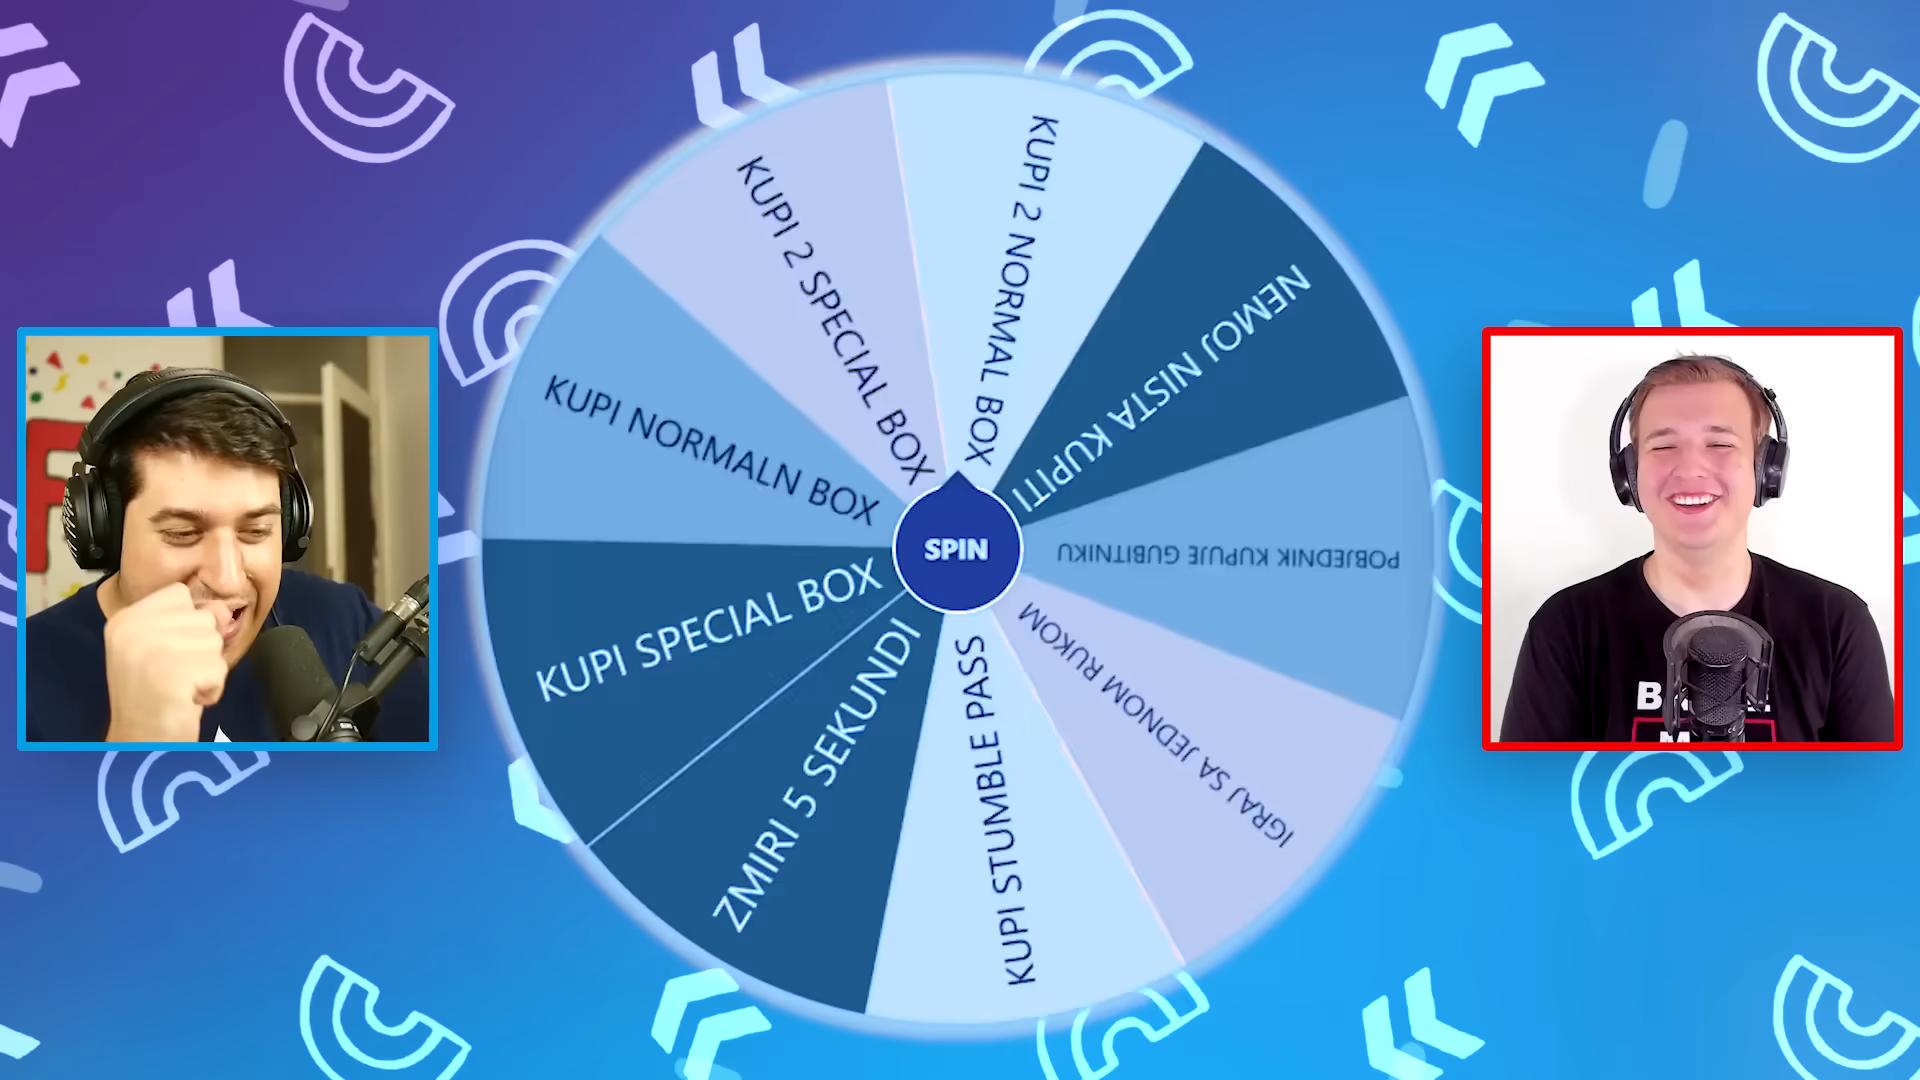 KUPI 2 NORMAL BOX
NEMOJ NISTA KUPITI
POBJEDNIK KUPUJE GUBITNIKU
IGRAJ SA JEDNOM RUKOM
KUPI STUMBLE PASS
ZMIRI 5 SEKUNDI
KUPI SPECIAL BOX
KUPI NORMALN BOX
KUPI 2 SPECIAL BOX
SPIN